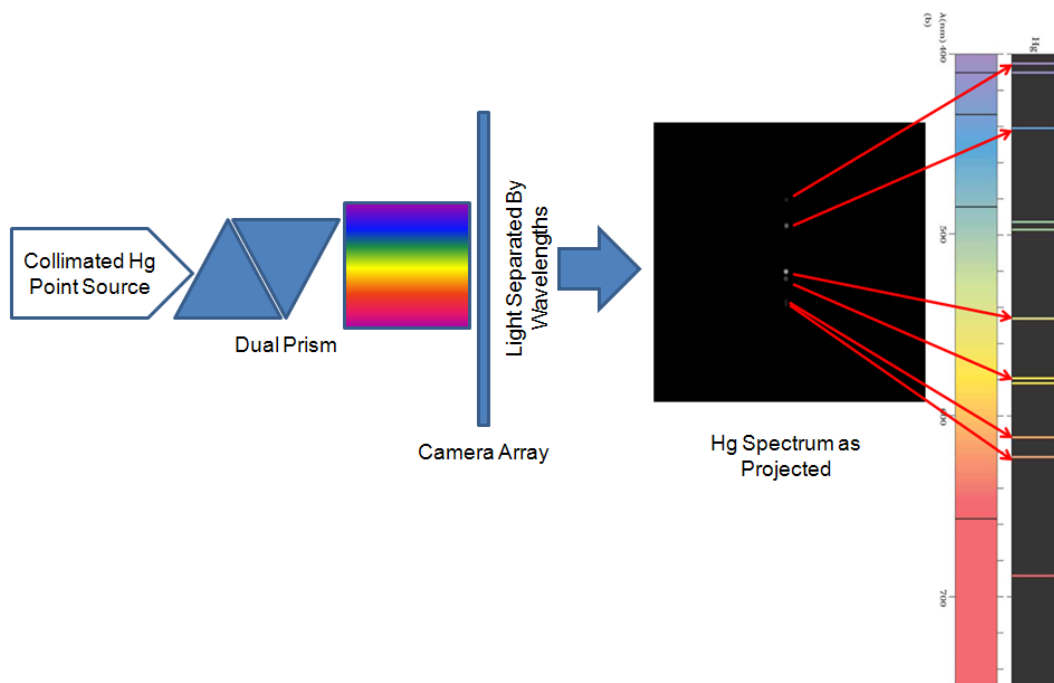 Collimated Hg
Point Source
Dual Prism
Camera Array
Light Separated By
Wavelengths
Hg Spectrum as
Projected
λ(nm)
(b)
400
500
600
700
Hg